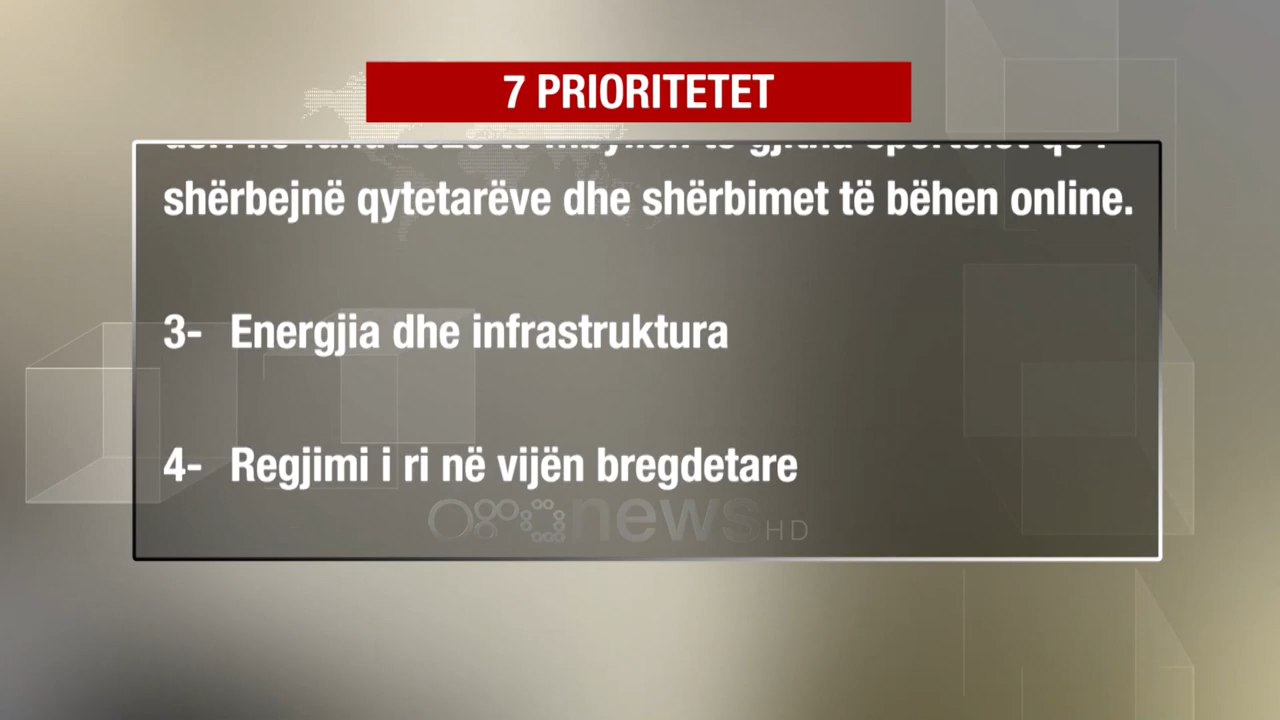 7 PRIORITETET
shërbejnë qytetarëve dhe shërbimet të bëhen online.
3- Energjia dhe infrastruktura
4- Regjimi i ri në vijën bregdetare
news HD